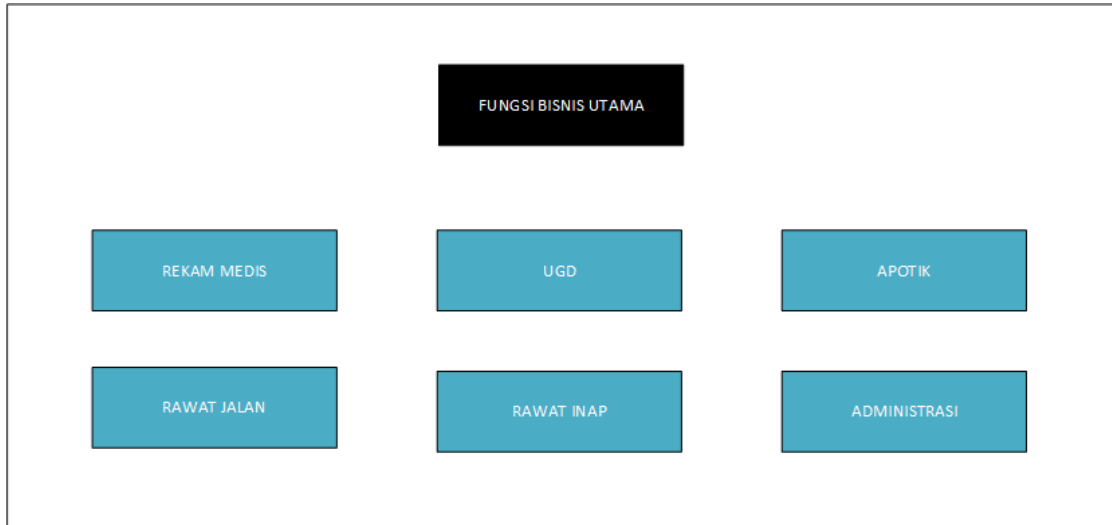 FUNGSI BISNIS UTAMA
REKAM MEDIS
UGD
APOTIK
RAWAT JALAN
RAWAT INAP
ADMINISTRASI